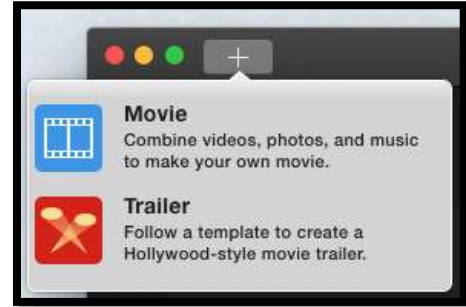 +
Movie
Combine videos, photos, and music
to make your own movie.
Trailer
Follow a template to create a
Hollywood-style movie trailer.